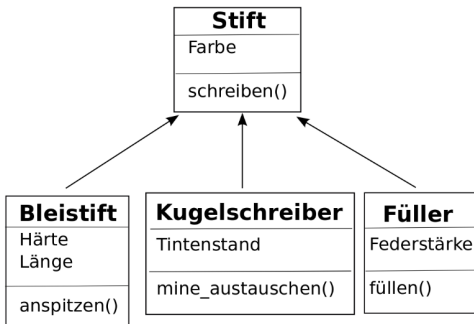 Stift
Farbe
schreiben()
Bleistift
Härte
Länge
anspitzen()
Kugelschreiber
Tintenstand
mine_austauschen()
Füller
Federstärke
füllen()